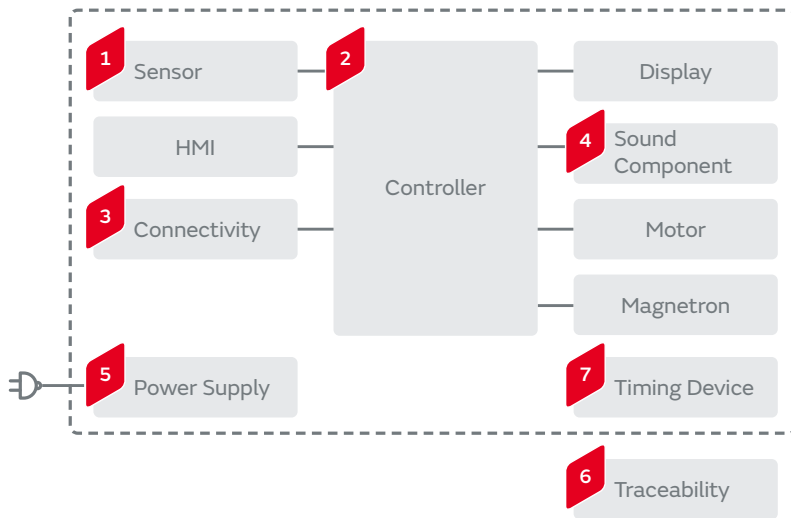 1
Sensor
2
Display
HMI
Controller
4
Sound
Component
3
Connectivity
Motor
Magnetron
5
Power Supply
7
Timing Device
6
Traceability